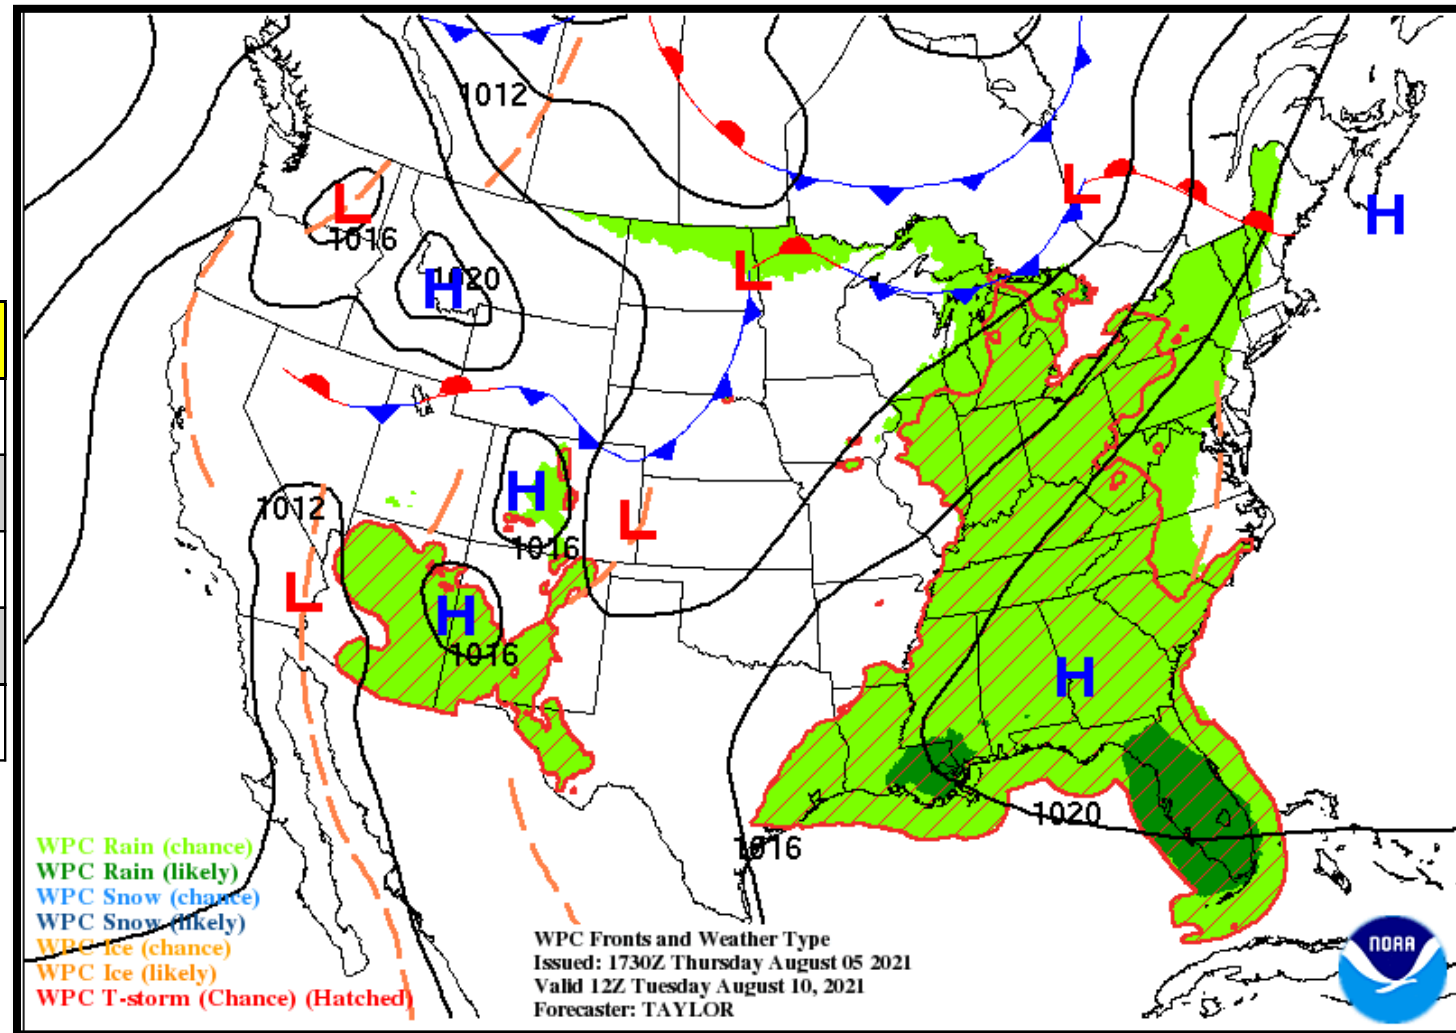 1012
L
1016
H
1020
L
L
H
1012
H
1016
L
L
H
1016
H
1020
1016
WPC Rain (chance)
WPC Rain (likely)
WPC Snow (chance)
WPC Snow (likely)
WPC Ice (chance)
WPC Ice (likely)
WPC T-storm (Chance) (Hatched)
WPC Fronts and Weather Type
Issued: 1730Z Thursday August 05 2021
Valid 12Z Tuesday August 10, 2021
Forecaster: TAYLOR
NOAA